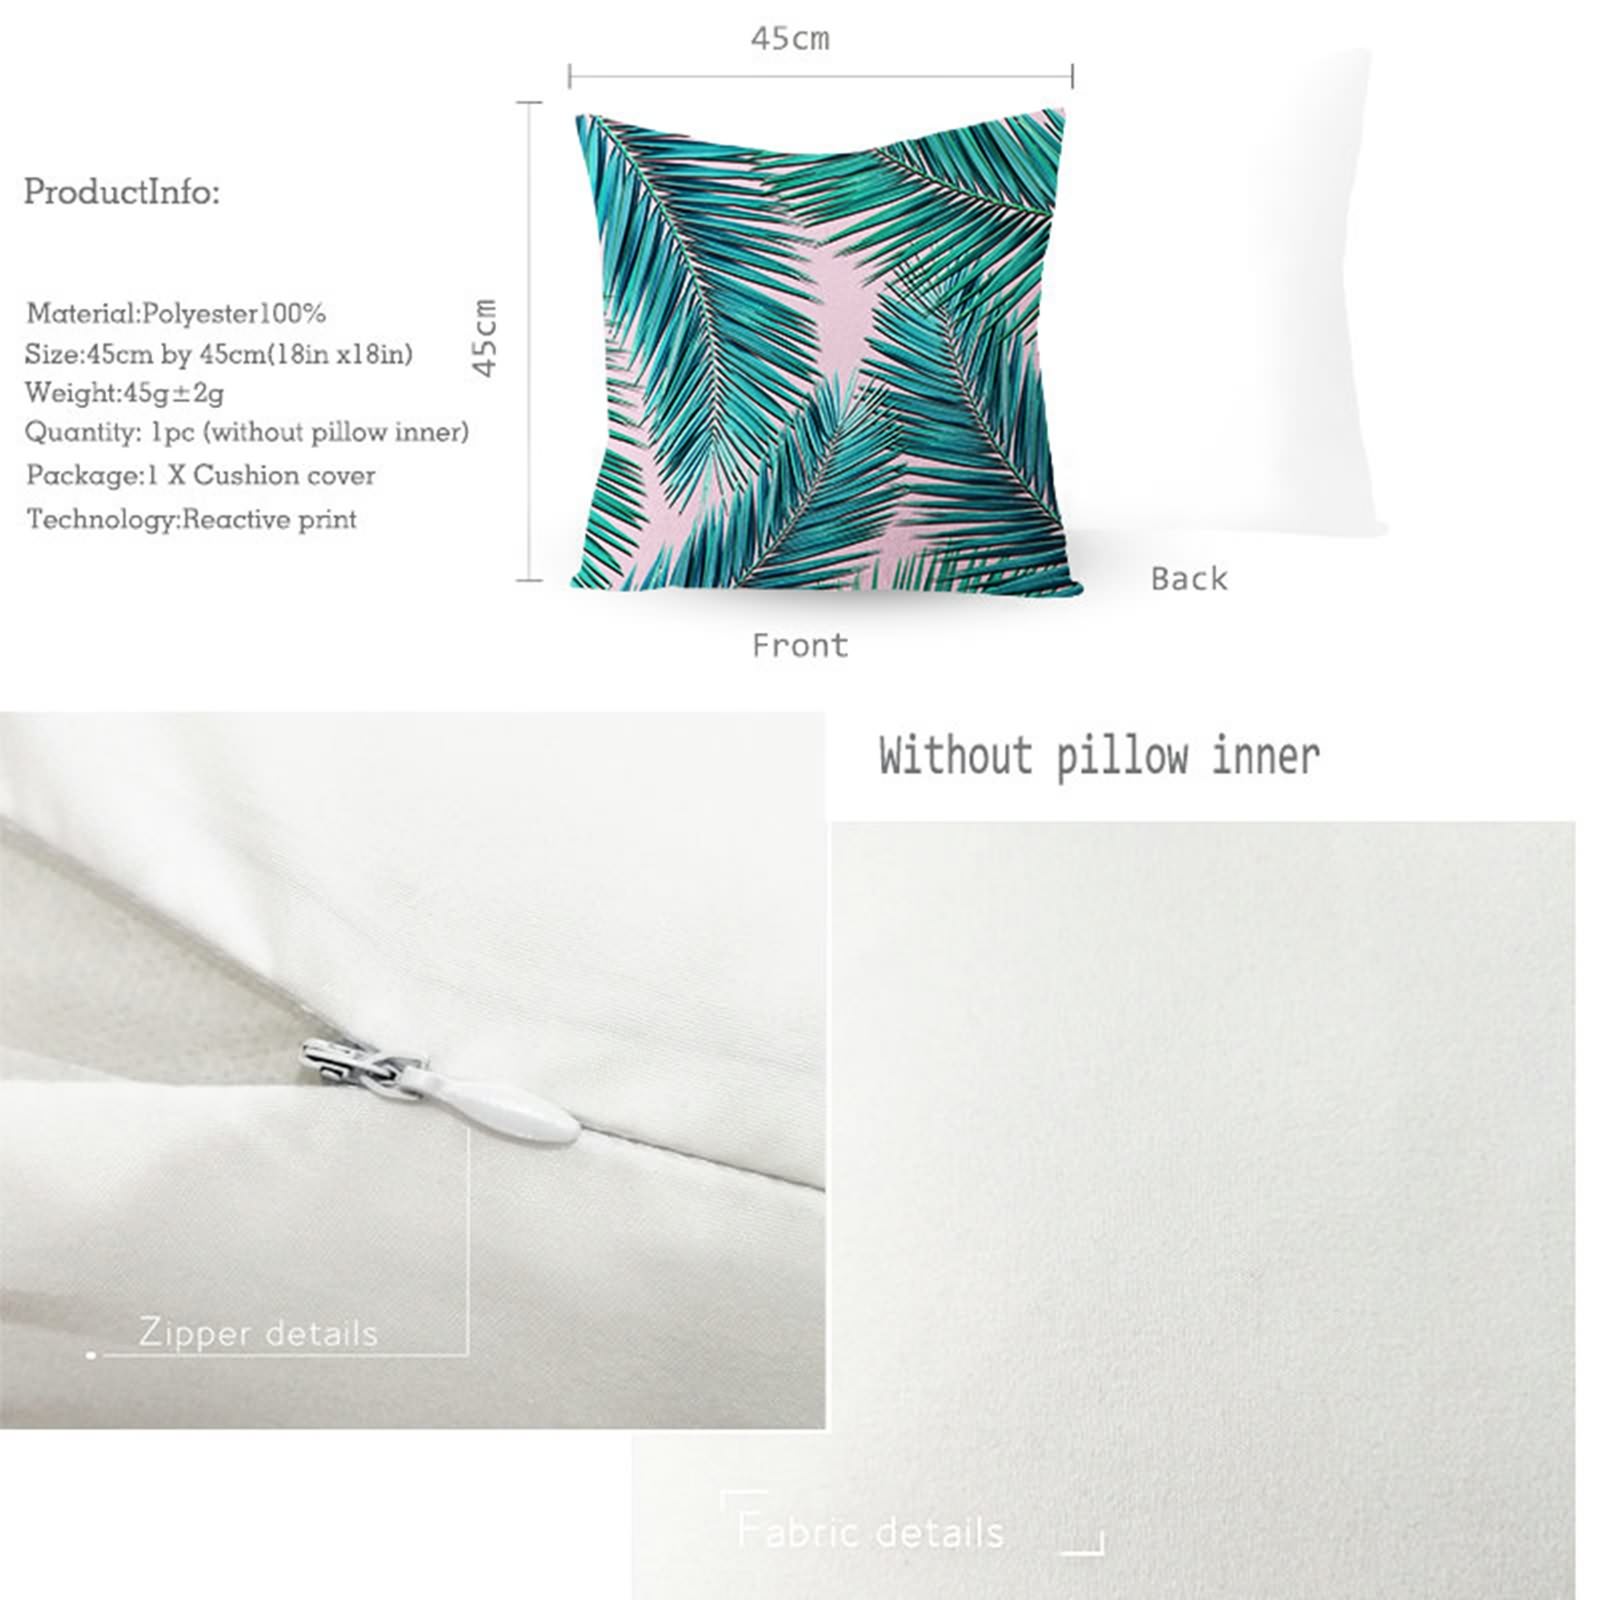 45cm
ProductInfo:
45cm
Material:Polyester100%
Size:45cm by 45cm(18in x18in)
Weight:45g±2g
Quantity: 1pc (without pillow inner)
Package:1 X Cushion cover
Technology:Reactive print
Back
Front
Without pillow inner
Zipper details
Fabric details